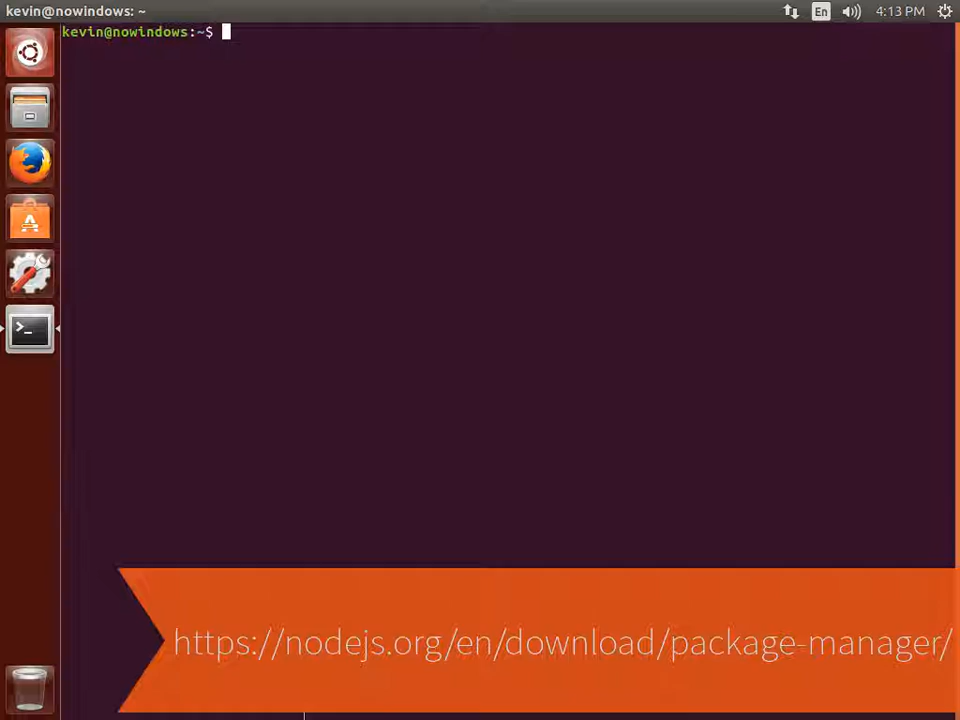 kevin@nowindows: ~
En
4:13 PM
kevin@nowindows:~$
https://nodejs.org/en/download/package-manager/